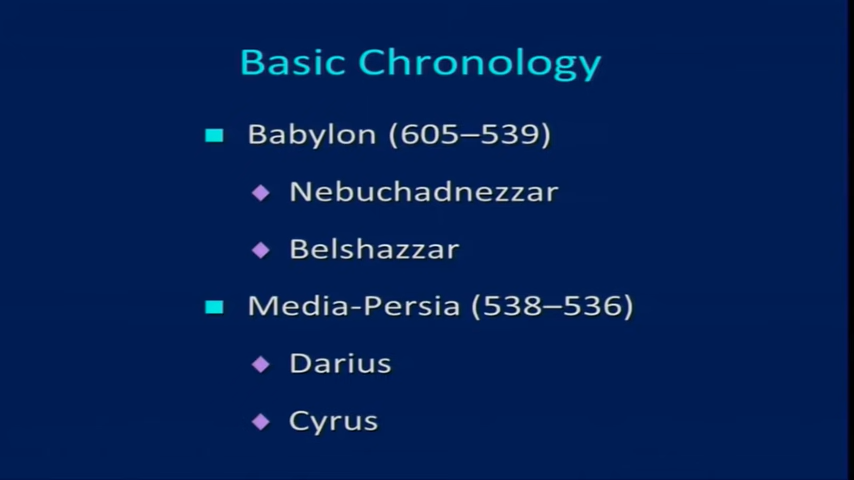 Basic Chronology
Babylon (605–539)
Nebuchadnezzar
Belshazzar
Media-Persia (538–536)
Darius
Cyrus